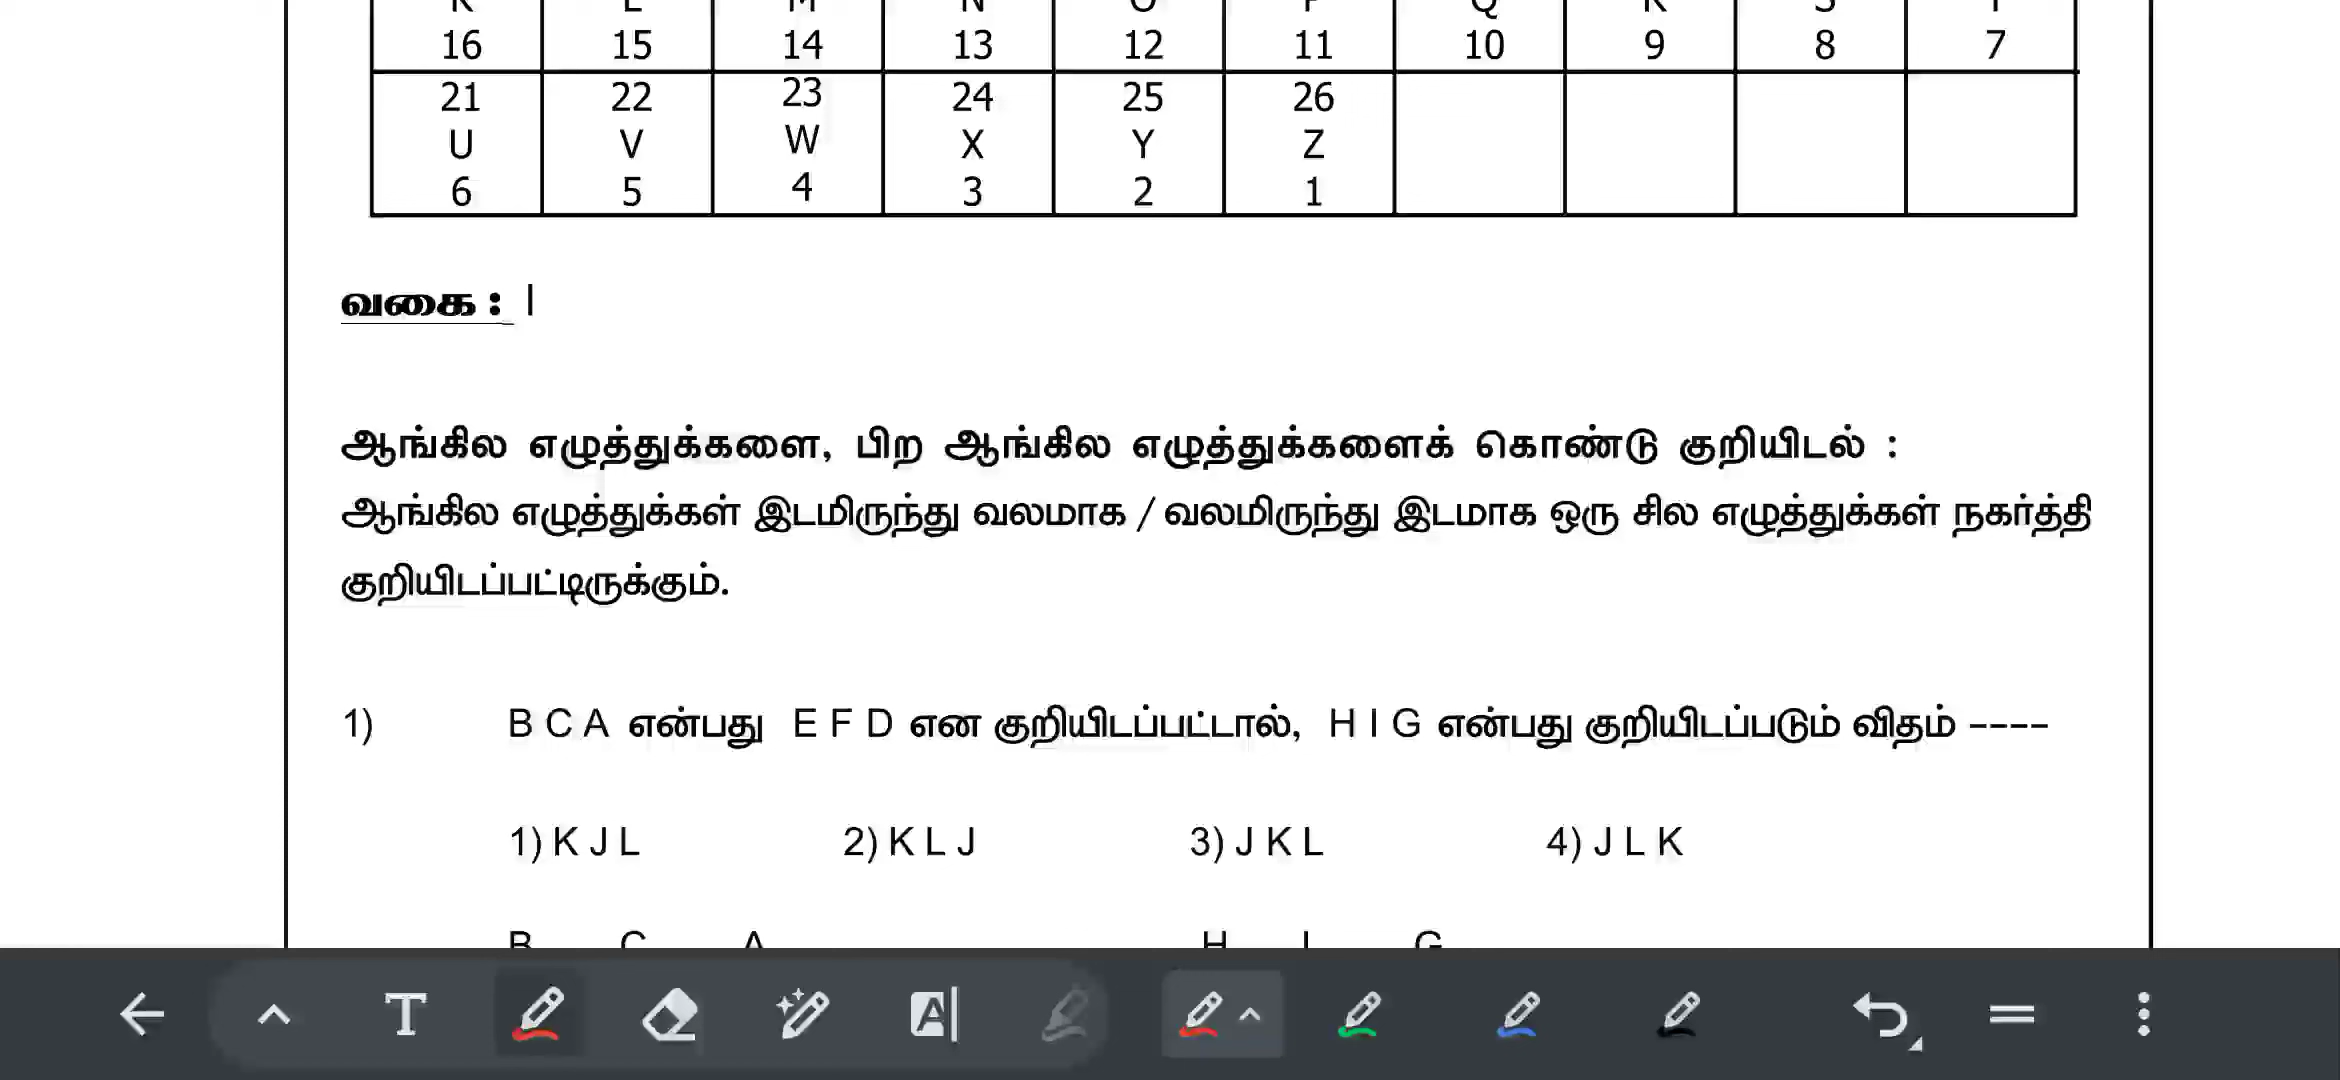 K L M N O P Q R S T
16 15 14 13 12 11 10 9 8 7
21 22 23 24 25 26
U V W X Y Z
6 5 4 3 2 1
வகை : I
ஆங்கில எழுத்துக்களை, பிற ஆங்கில எழுத்துக்களைக் கொண்டு குறியிடல் :
ஆங்கில எழுத்துக்கள் இடமிருந்து வலமாக / வலமிருந்து இடமாக ஒரு சில எழுத்துக்கள் நகர்த்தி
குறியிடப்பட்டிருக்கும்.
1) B C A என்பது E F D என குறியிடப்பட்டால், H I G என்பது குறியிடப்படும் விதம் ----
1) K J L 2) K L J 3) J K L 4) J L K
B C A H I G
T A